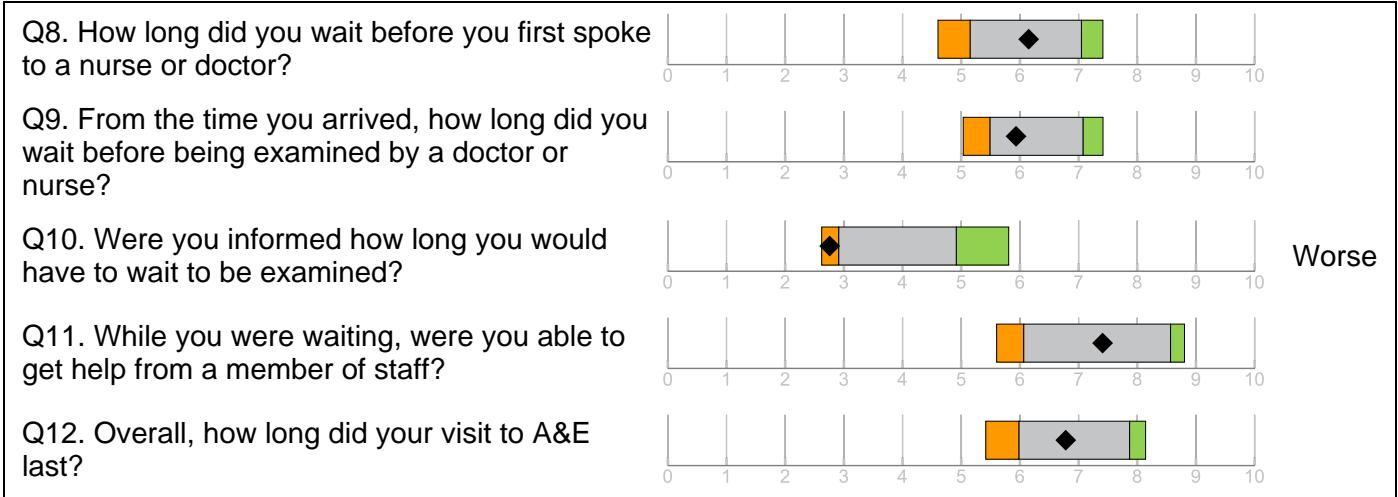 Q8. How long did you wait before you first spoke
to a nurse or doctor?
0 1 2 3 4 5 6 7 8 9 10
Q9. From the time you arrived, how long did you
wait before being examined by a doctor or
nurse?
0 1 2 3 4 5 6 7 8 9 10
Q10. Were you informed how long you would
have to wait to be examined?
0 1 2 3 4 5 6 7 8 9 10
Worse
Q11. While you were waiting, were you able to
get help from a member of staff?
0 1 2 3 4 5 6 7 8 9 10
Q12. Overall, how long did your visit to A&E
last?
0 1 2 3 4 5 6 7 8 9 10